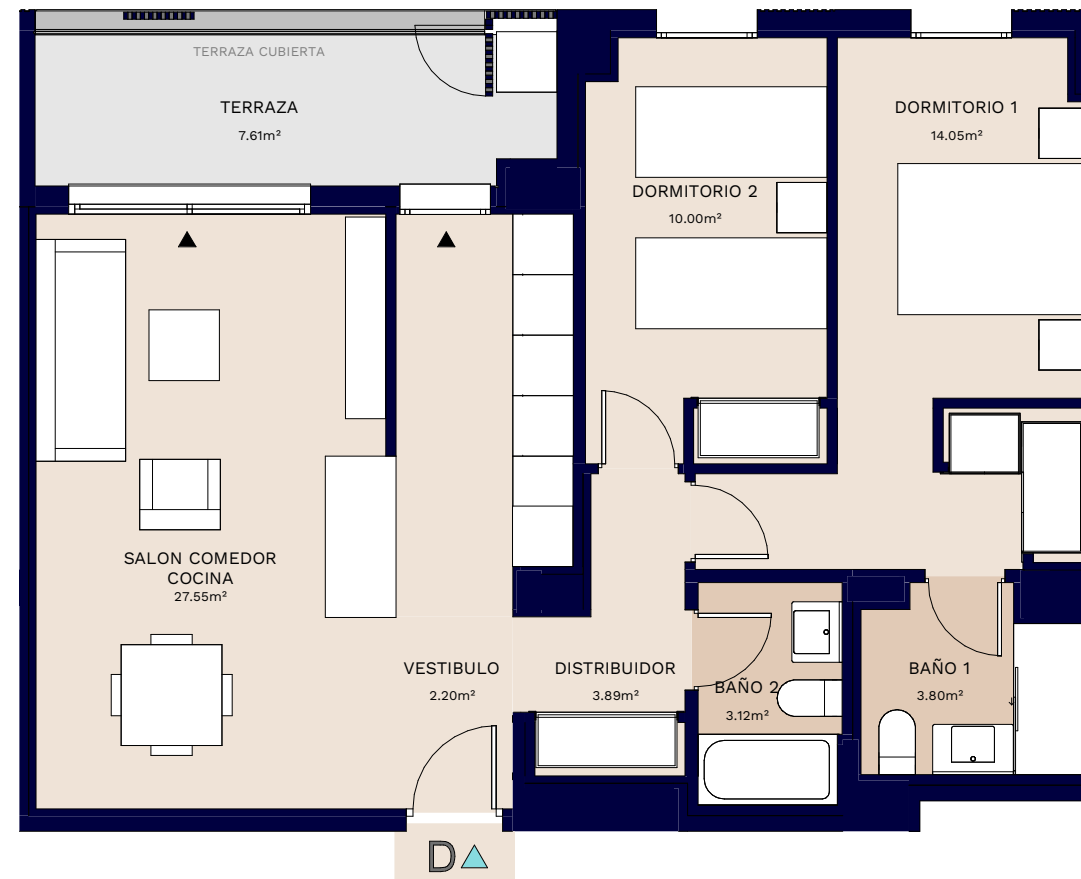 TERRAZA CUBIERTA
TERRAZA
7.61m²
DORMITORIO 1
14.05m²
DORMITORIO 2
10.00m²
SALON COMEDOR
COCINA
27.55m²
VESTIBULO
2.20m²
DISTRIBUIDOR
3.89m²
BAÑO 2
3.12m²
BAÑO 1
3.80m²
D